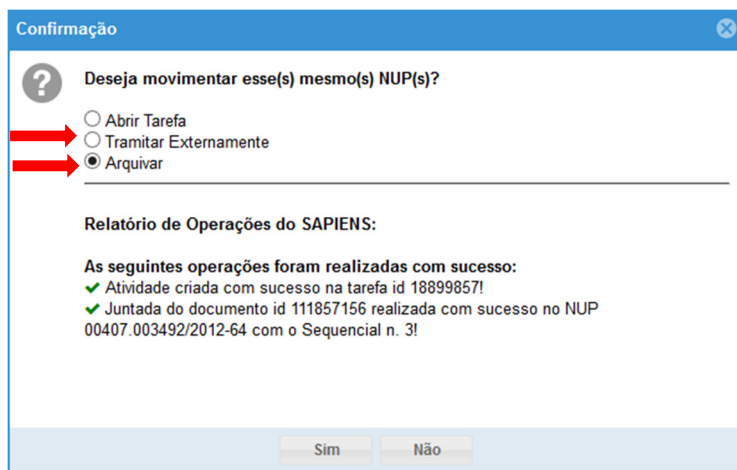 Confirmação
?
Deseja movimentar esse(s) mesmo(s) NUP(s)?
Abrir Tarefa
Tramitar Externamente
Arquivar
Relatório de Operações do SAPIENS:
As seguintes operações foram realizadas com sucesso:
Atividade criada com sucesso na tarefa id 18899857!
Juntada do documento id 111857156 realizada com sucesso no NUP
00407.003492/2012-64 com o Sequencial n. 3!
Sim Não